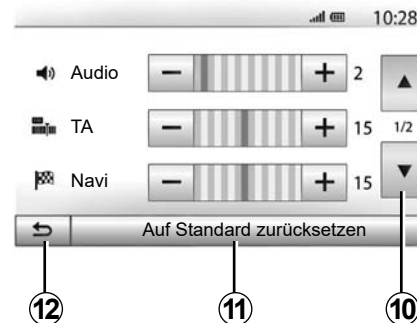 10:28
Audio − + 2
TA − + 15 1/2
Navi − + 15
Auf Standard zurücksetzen
12 11 10